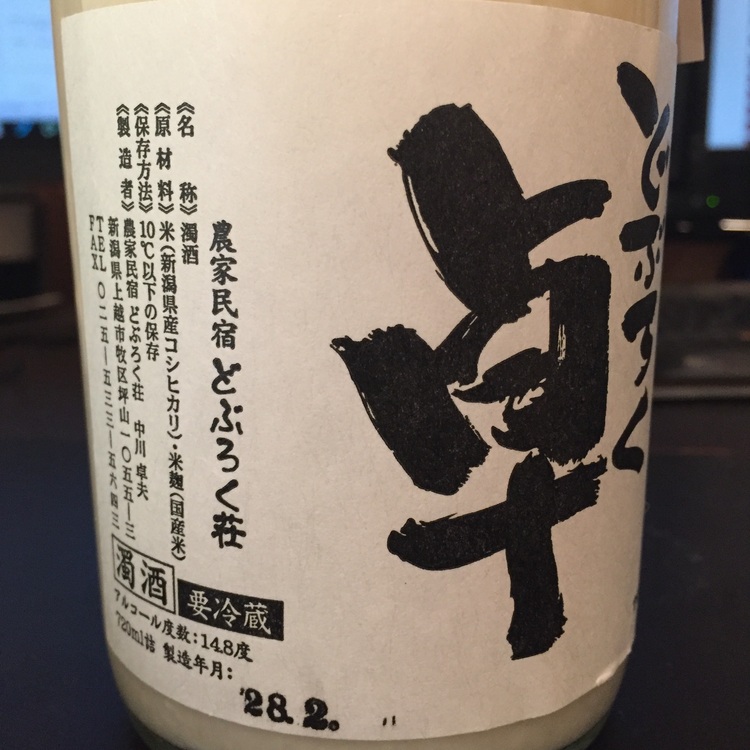 どぶろく
卓
農家民宿 どぶろく荘
《名称》濁酒
《原材料》米(新潟県産コシヒカリ)・米麹(国産米)
《保存方法》10℃以下の保存
《製造者》農家民宿 どぶろく荘 中川卓夫
新潟県上越市牧区坪山一〇五五-三
TEL
FAX 〇二五-五三三-五六四三
濁酒
要冷蔵
アルコール度数:14.8度
720ml詰 製造年月:
'28.2.